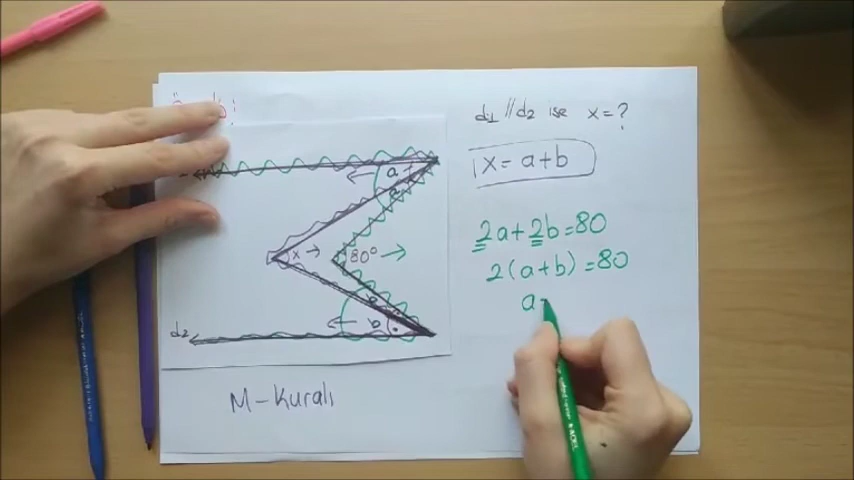 d1 // d2 ise x = ?
x = a+b
2a + 2b = 80
2(a+b) = 80
a
a
a
x →
80° →
b
b
d2
M-Kuralı